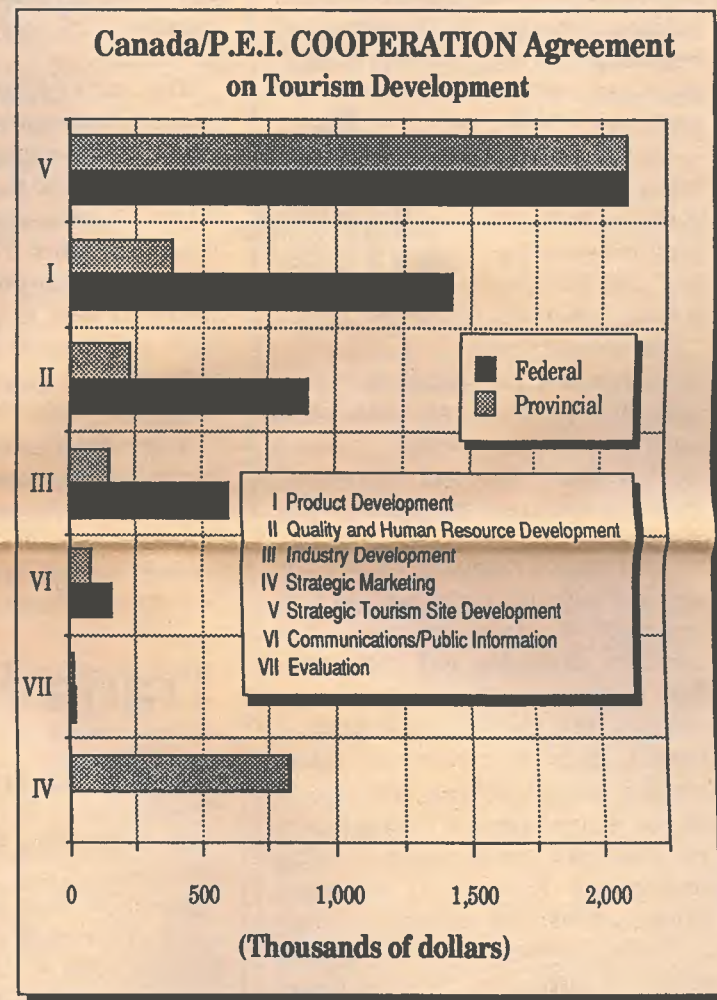 Canada/P.E.I. COOPERATION Agreement
on Tourism Development
V
I
II
III
VI
VII
IV
Federal
Provincial
I Product Development
II Quality and Human Resource Development
III Industry Development
IV Strategic Marketing
V Strategic Tourism Site Development
VI Communications/Public Information
VII Evaluation
0 500 1,000 1,500 2,000
(Thousands of dollars)